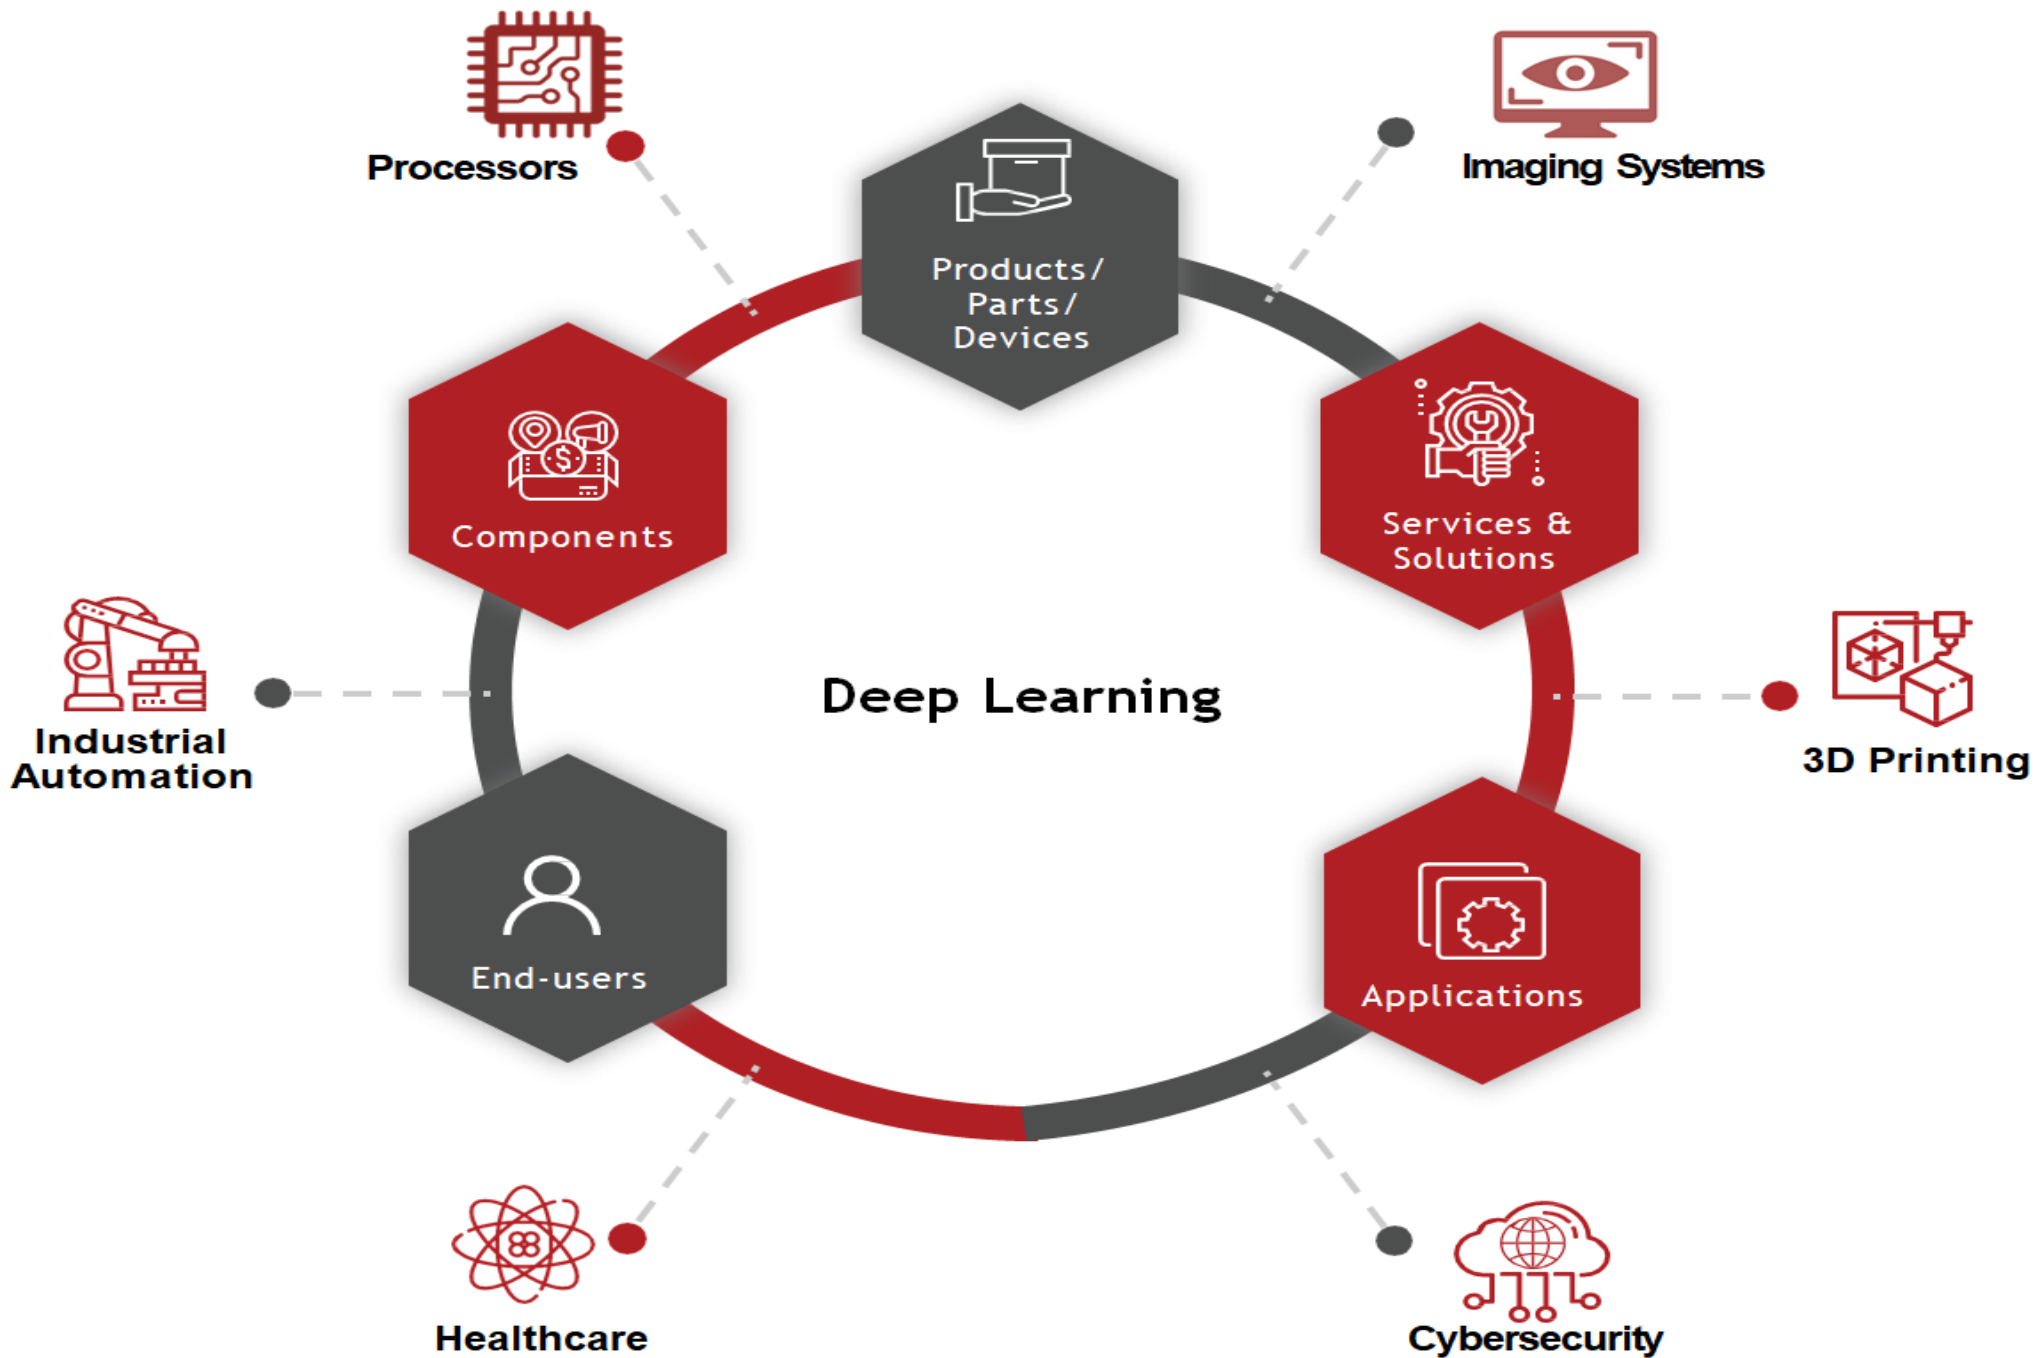 Processors
Imaging Systems
Products/
Parts/
Devices
Components
Services &
Solutions
Industrial
Automation
Deep Learning
3D Printing
End-users
Applications
Healthcare
Cybersecurity